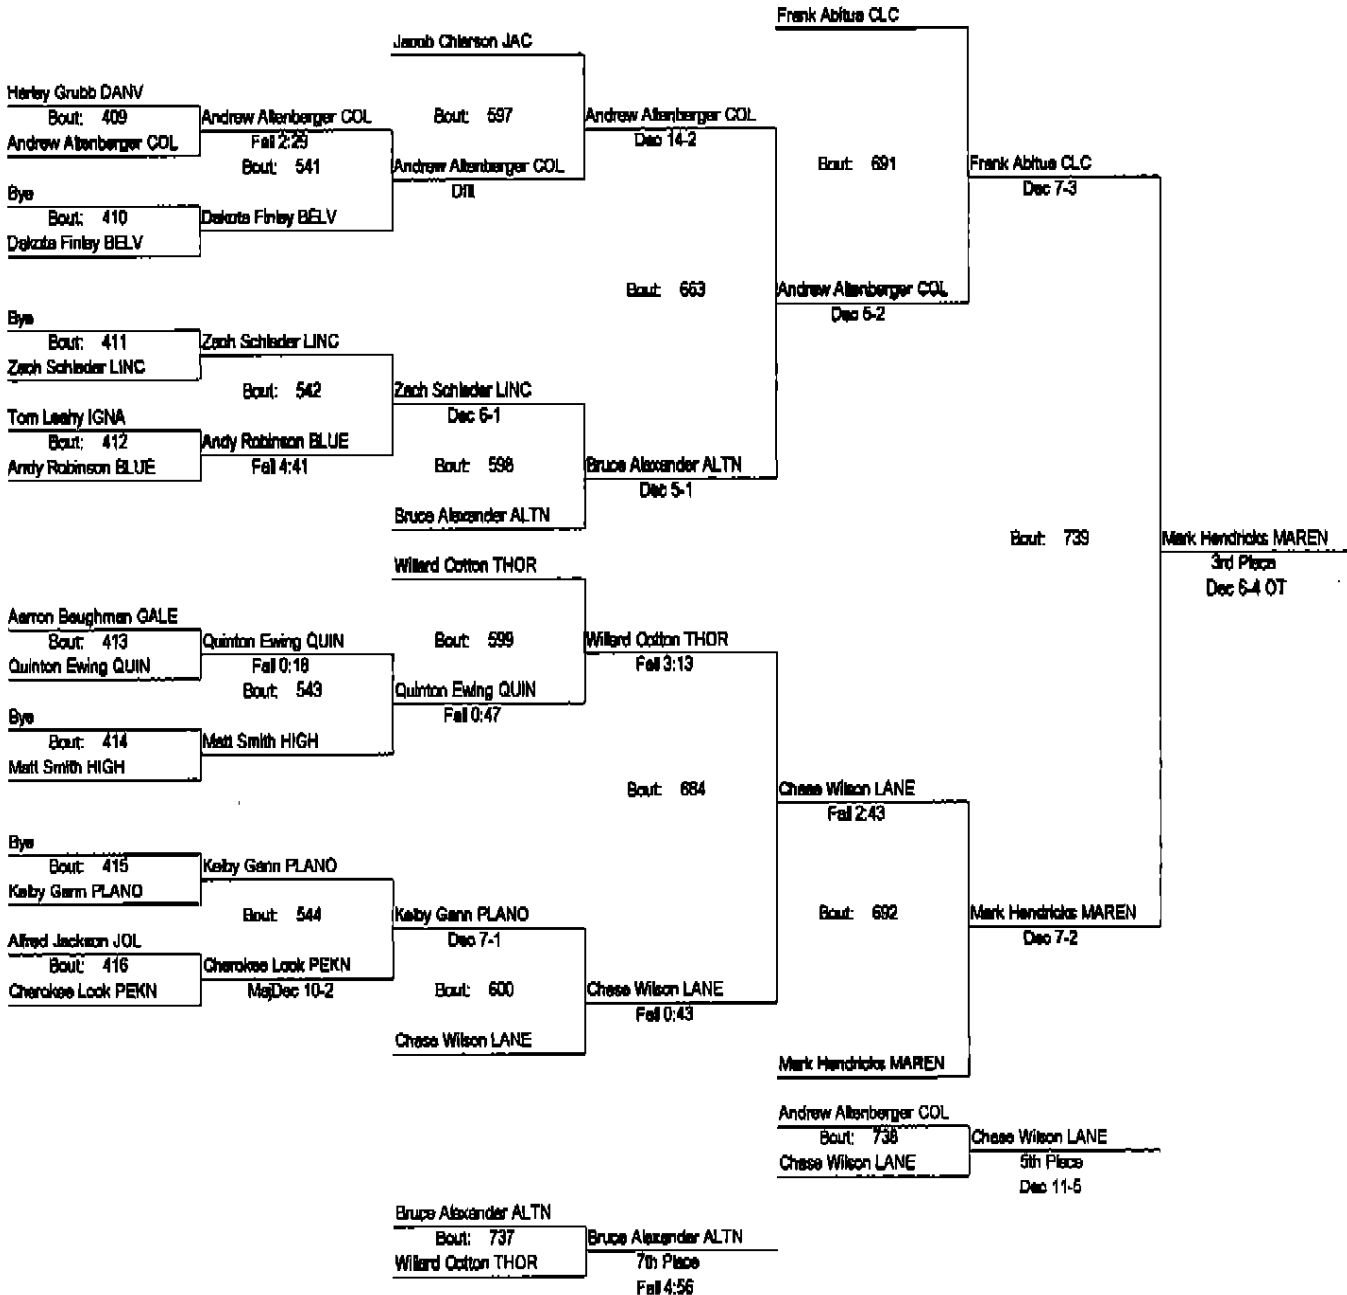 Frank Abitua CLC
Jacob Chierson JAC
Harley Grubb DANV
Bout: 409
Andrew Altenberger COL
Andrew Altenberger COL
Fall 2:29
Bout: 541
Bout: 597
Andrew Altenberger COL
Dec 14-2
Andrew Altenberger COL
Dfll
Bout: 691
Frank Abitua CLC
Dec 7-3
Bye
Bout: 410
Dakota Finley BELV
Dakota Finley BELV
Bout: 663
Andrew Altenberger COL
Dec 5-2
Bye
Bout: 411
Zach Schleder LINC
Zach Schleder LINC
Bout: 542
Zach Schleder LINC
Dec 6-1
Tom Leahy IGNA
Bout: 412
Andy Robinson BLUE
Andy Robinson BLUE
Fall 4:41
Bout: 598
Bruce Alexander ALTN
Dec 5-1
Bruce Alexander ALTN
Bout: 739
Mark Hendricks MAREN
3rd Place
Dec 6-4 OT
Willard Cotton THOR
Aarron Baughman GALE
Bout: 413
Quinton Ewing QUIN
Quinton Ewing QUIN
Fall 0:18
Bout: 543
Bout: 599
Willard Cotton THOR
Fall 3:13
Quinton Ewing QUIN
Fall 0:47
Bye
Bout: 414
Matt Smith HIGH
Matt Smith HIGH
Bout: 684
Chase Wilson LANE
Fall 2:43
Bye
Bout: 415
Kelby Gann PLANO
Kelby Gann PLANO
Bout: 544
Kelby Gann PLANO
Dec 7-1
Bout: 692
Mark Hendricks MAREN
Dec 7-2
Alfred Jackson JOL
Bout: 416
Cherokee Look PEKN
Cherokee Look PEKN
MajDec 10-2
Bout: 600
Chase Wilson LANE
Fall 0:43
Chase Wilson LANE
Mark Hendricks MAREN
Andrew Altenberger COL
Bout: 738
Chase Wilson LANE
Chase Wilson LANE
5th Place
Dec 11-5
Bruce Alexander ALTN
Bout: 737
Willard Cotton THOR
Bruce Alexander ALTN
7th Place
Fall 4:56